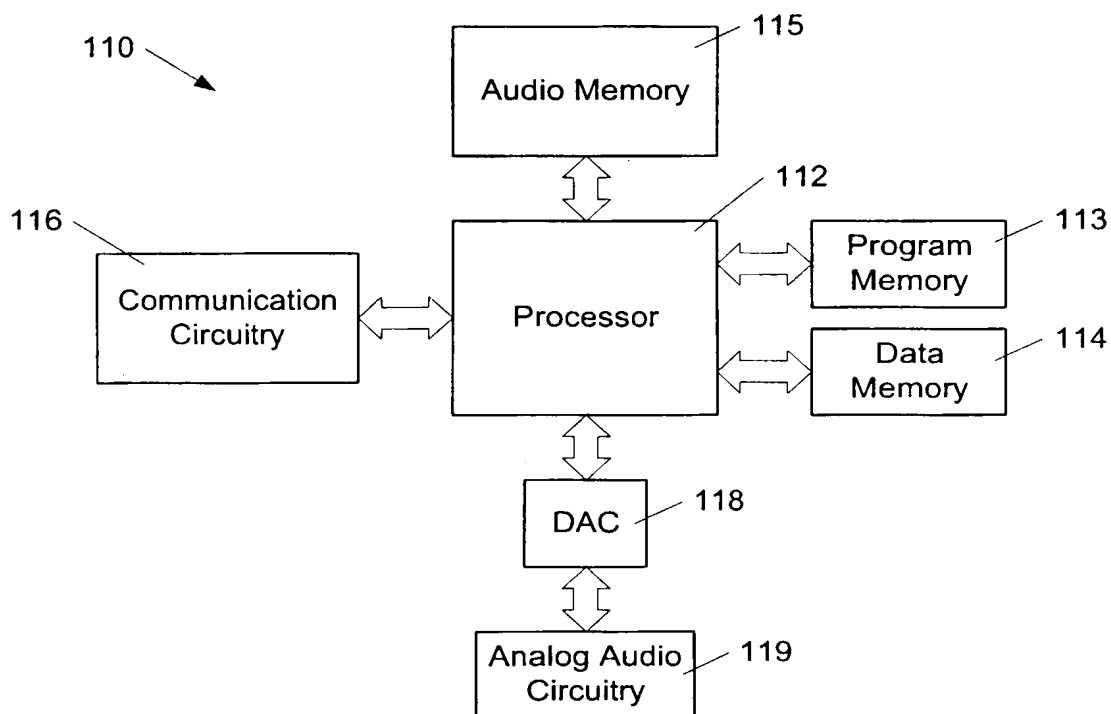 115
110
Audio Memory
112
116
113
Program
Memory
Communication
Circuitry
Processor
114
Data
Memory
118
DAC
Analog Audio
Circuitry
119